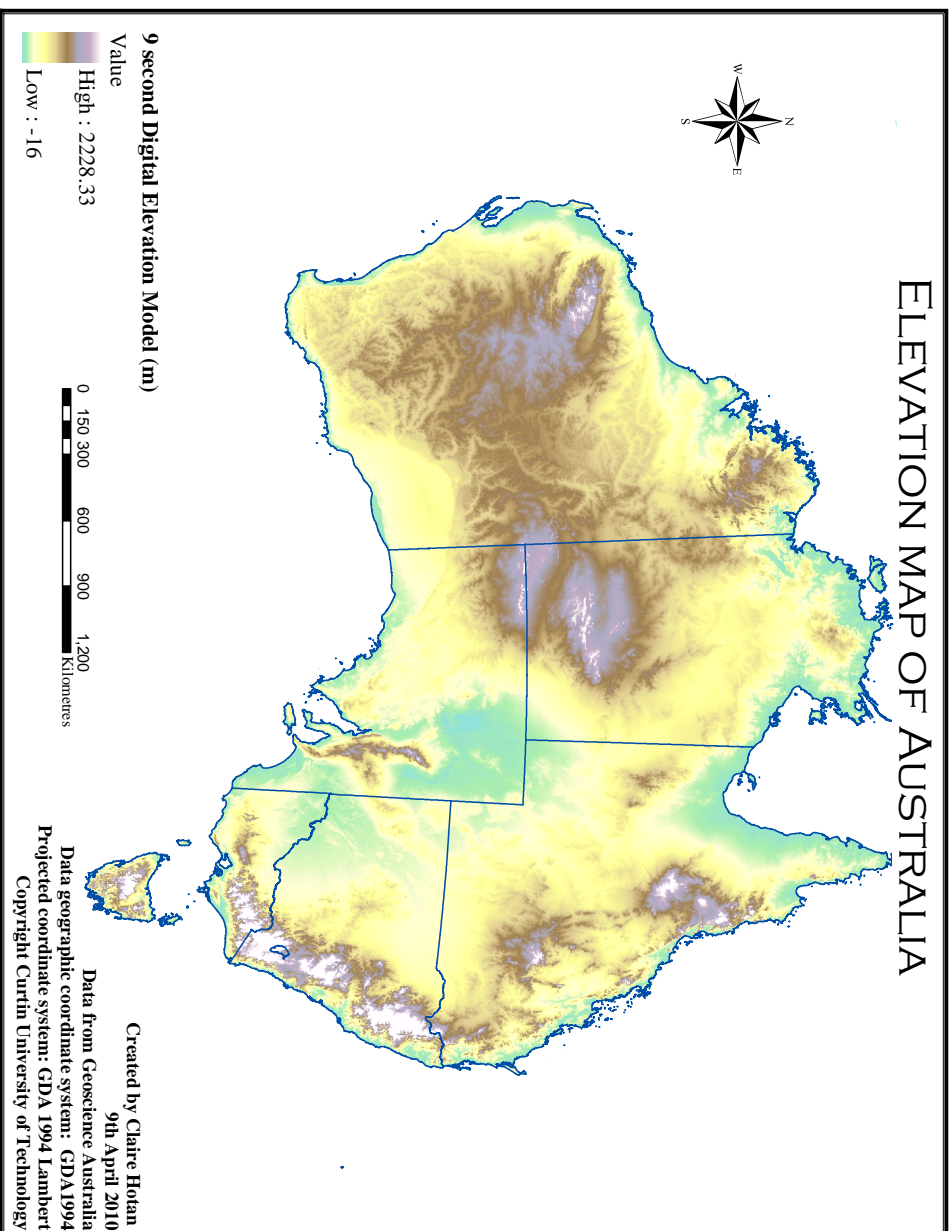 ELEVATION MAP OF AUSTRALIA
N
W
E
S
9 second Digital Elevation Model (m)
Value
High : 2228.33
Low : -16
0 150 300 600 900 1,200
Kilometres
Created by Claire Hotan
9th April 2010
Data from Geoscience Australia
Data geographic coordinate system: GDA1994
Projected coordinate system: GDA 1994 Lambert
Copyright Curtin University of Technology